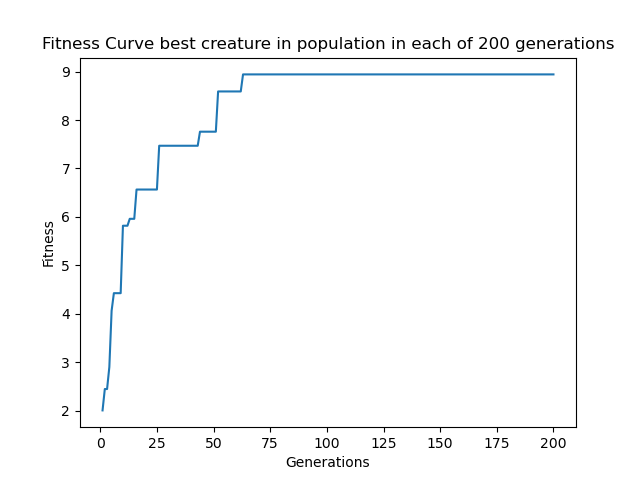 Fitness Curve best creature in population in each of 200 generations
9
8
7
6
5
4
3
2
Fitness
0 25 50 75 100 125 150 175 200
Generations